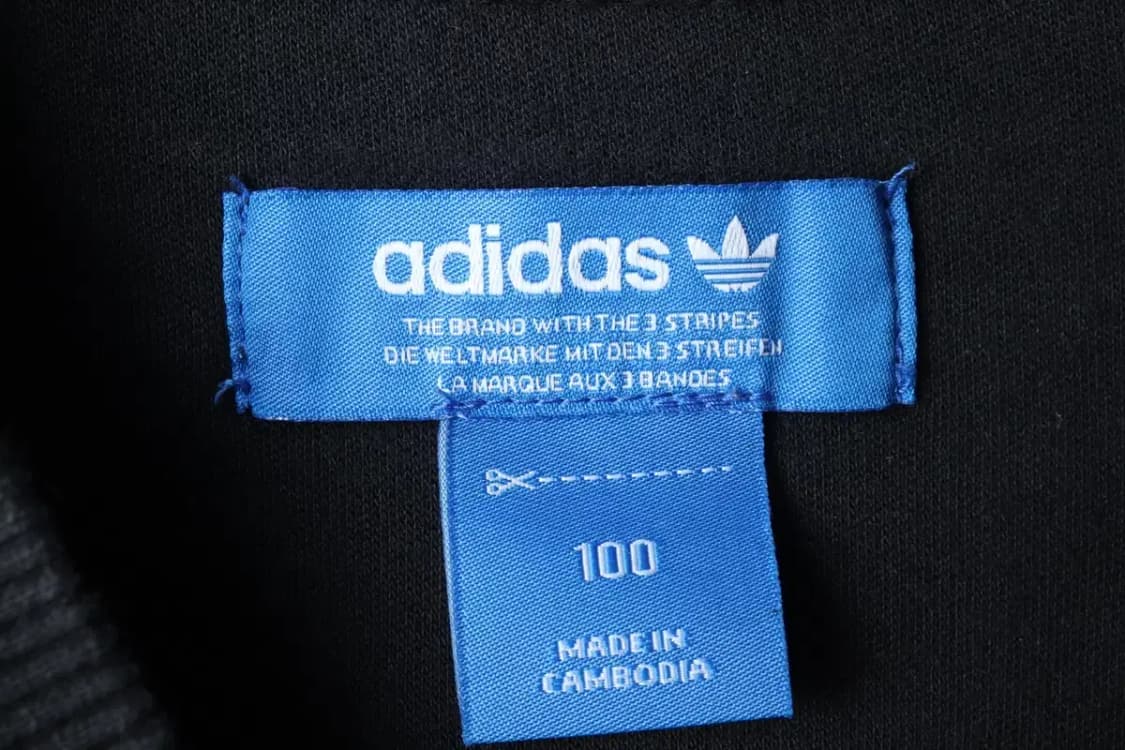 adidas
THE BRAND WITH THE 3 STRIPES
DIE WELTMARKE MIT DEN 3 STREIFEN
LA MARQUE AUX 3 BANDES
100
MADE IN
CAMBODIA